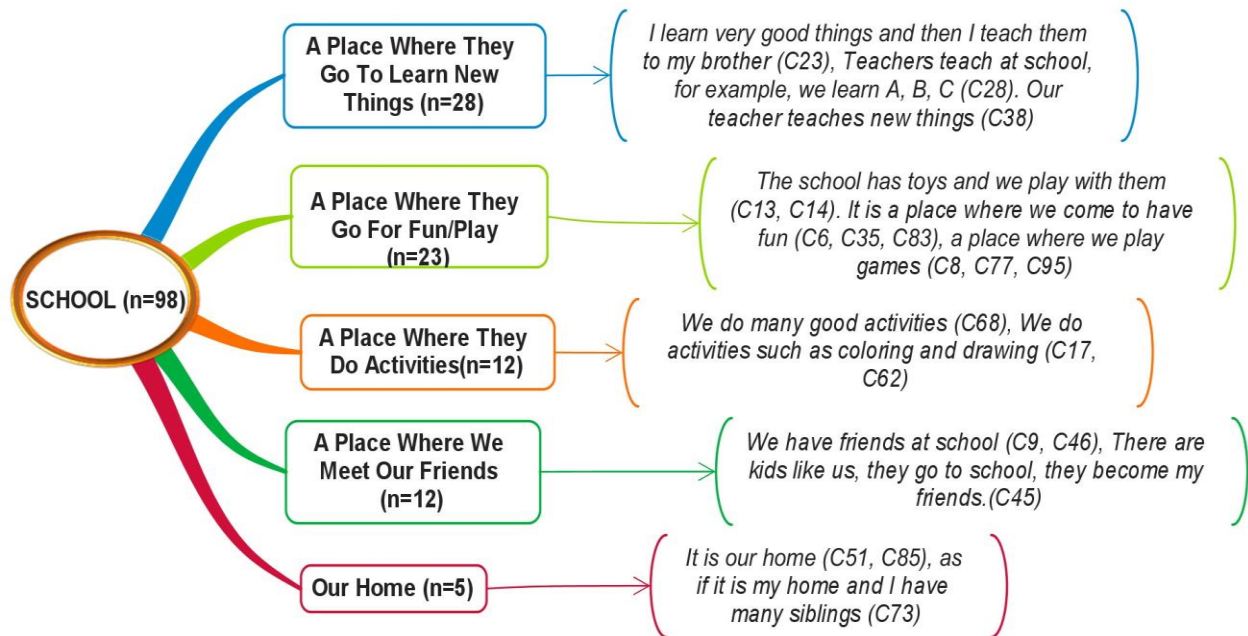 SCHOOL (n=98)
A Place Where They
Go To Learn New
Things (n=28)
I learn very good things and then I teach them
to my brother (C23), Teachers teach at school,
for example, we learn A, B, C (C28). Our
teacher teaches new things (C38)
A Place Where They
Go For Fun/Play
(n=23)
The school has toys and we play with them
(C13, C14). It is a place where we come to have
fun (C6, C35, C83), a place where we play
games (C8, C77, C95)
A Place Where They
Do Activities(n=12)
We do many good activities (C68), We do
activities such as coloring and drawing (C17,
C62)
A Place Where We
Meet Our Friends
(n=12)
We have friends at school (C9, C46), There are
kids like us, they go to school, they become my
friends.(C45)
Our Home (n=5)
It is our home (C51, C85), as
if it is my home and I have
many siblings (C73)